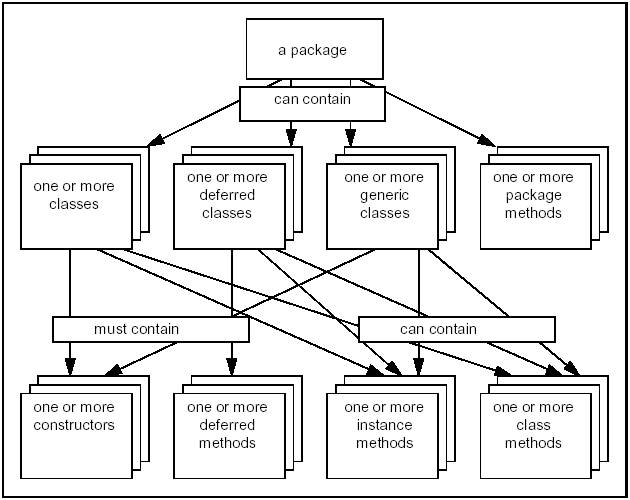 a package
can contain
one or more
classes
one or more
deferred
classes
one or more
generic
classes
one or more
package
methods
must contain
can contain
one or more
constructors
one or more
deferred
methods
one or more
instance
methods
one or more
class
methods